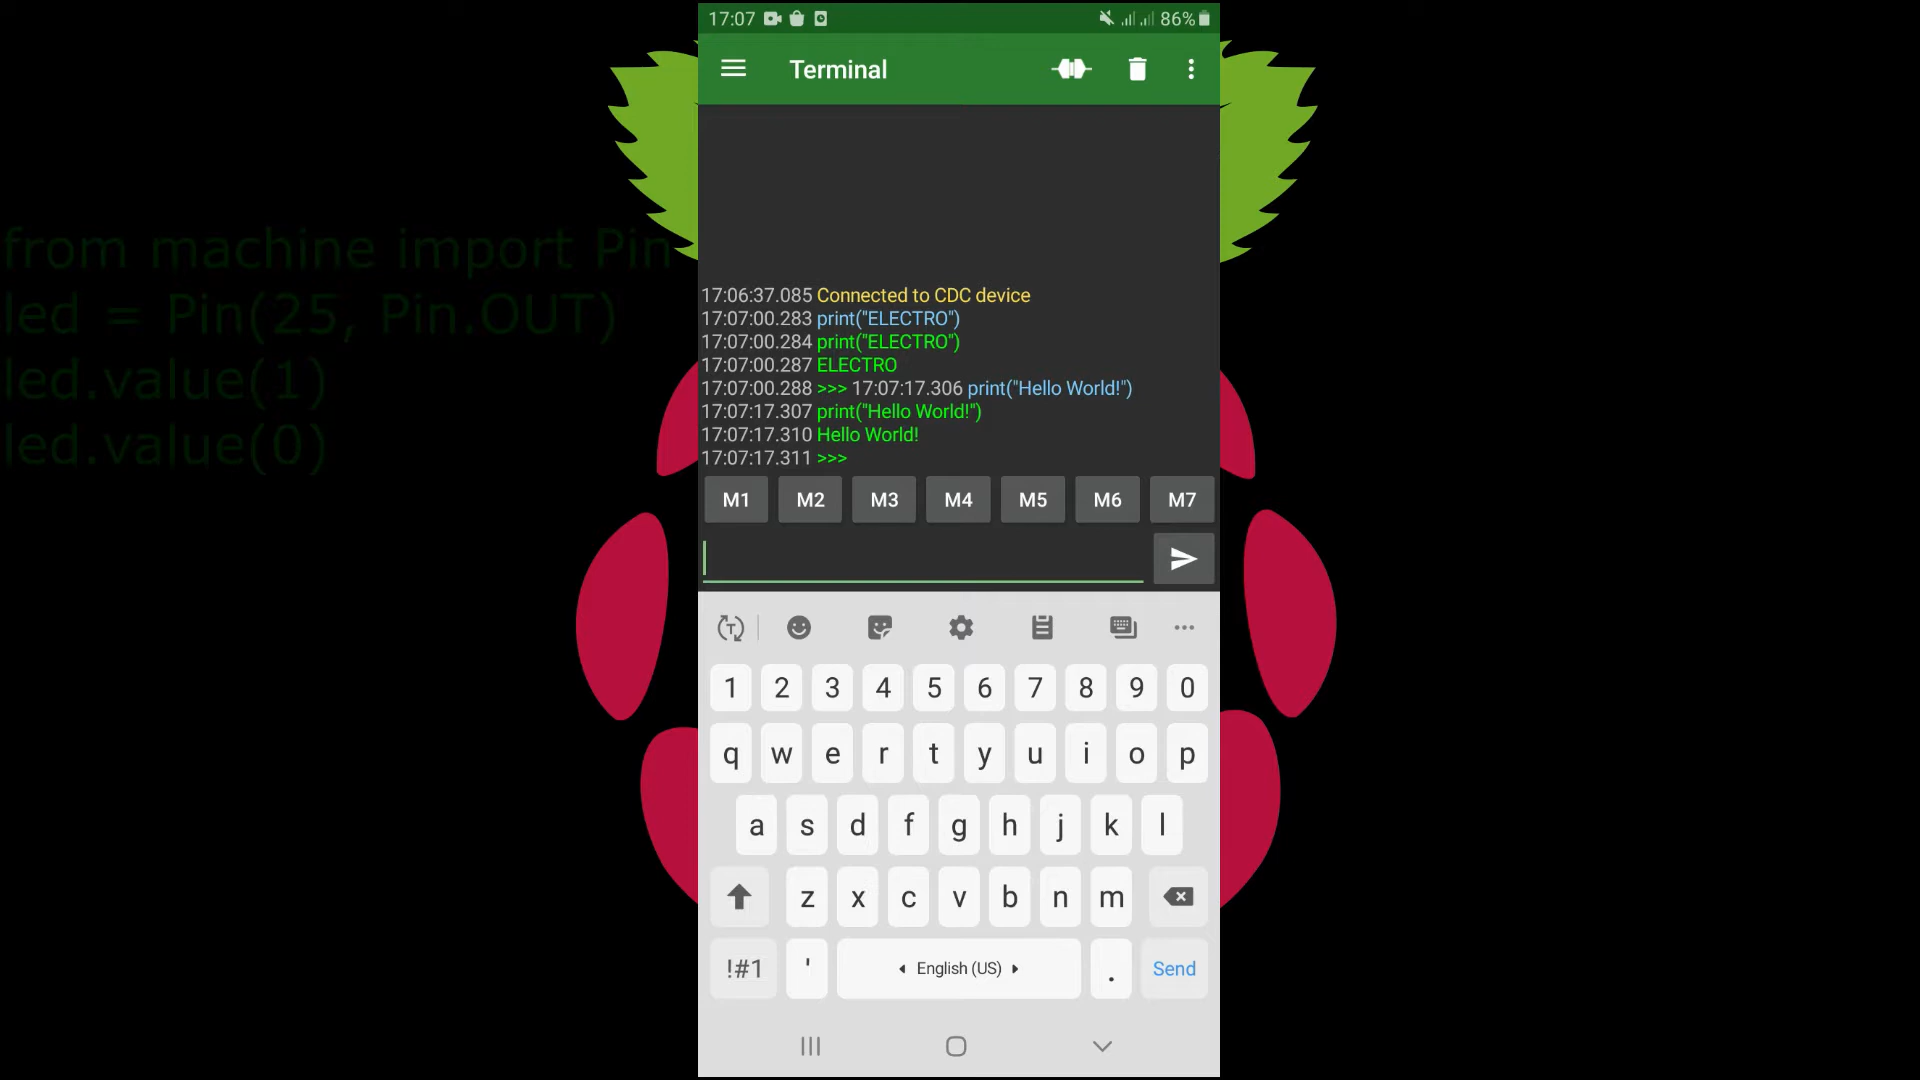 17:07
86%
Terminal
from machine import Pin
led = Pin(25, Pin.OUT)
led.value(1)
led.value(0)
17:06:37.085 Connected to CDC device
17:07:00.283 print("ELECTRO")
17:07:00.284 print("ELECTRO")
17:07:00.287 ELECTRO
17:07:00.288 >>> 17:07:17.306 print("Hello World!")
17:07:17.307 print("Hello World!")
17:07:17.310 Hello World!
17:07:17.311 >>>
M1 M2 M3 M4 M5 M6 M7
T
1 2 3 4 5 6 7 8 9 0
q w e r t y u i o p
a s d f g h j k l
z x c v b n m
!#1 ' English (US) . Send